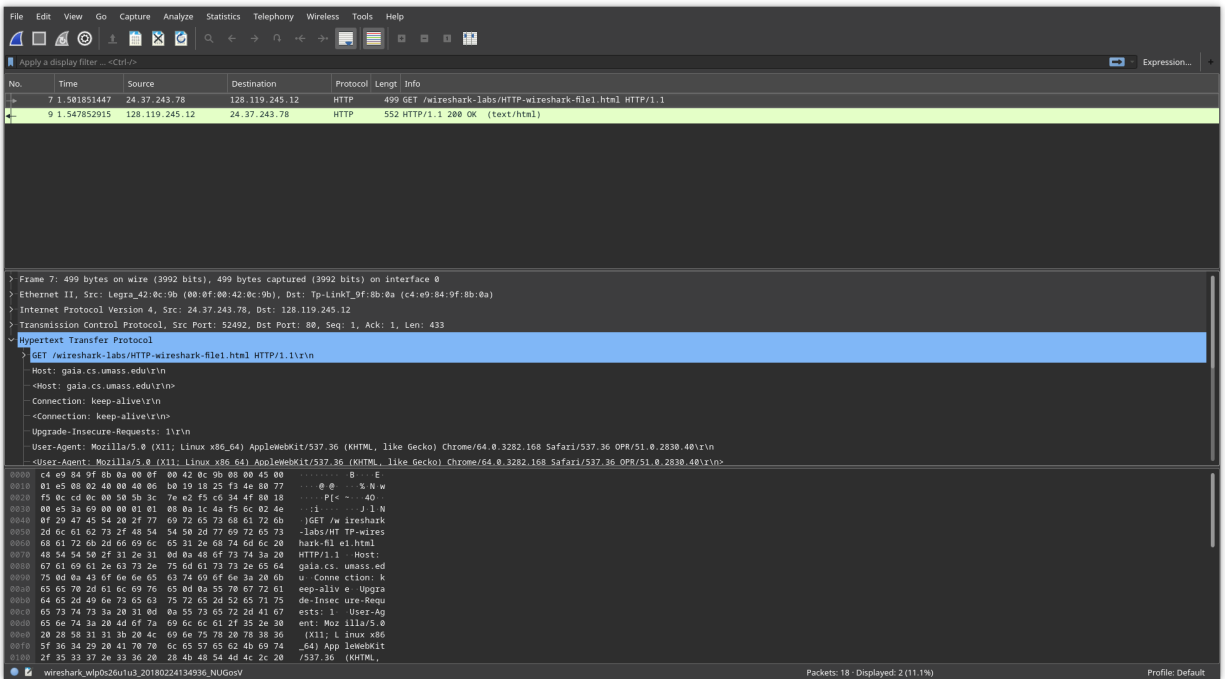 File Edit View Go Capture Analyze Statistics Telephony Wireless Tools Help
Apply a display filter ... <Ctrl-/> Expression... +
No. Time Source Destination Protocol Lengt Info
7 1.501851447 24.37.243.78 128.119.245.12 HTTP 499 GET /wireshark-labs/HTTP-wireshark-file1.html HTTP/1.1
9 1.547852915 128.119.245.12 24.37.243.78 HTTP 552 HTTP/1.1 200 OK (text/html)
Frame 7: 499 bytes on wire (3992 bits), 499 bytes captured (3992 bits) on interface 0
Ethernet II, Src: Legra_42:0c:9b (00:0f:00:42:0c:9b), Dst: Tp-LinkT_9f:8b:0a (c4:e9:84:9f:8b:0a)
Internet Protocol Version 4, Src: 24.37.243.78, Dst: 128.119.245.12
Transmission Control Protocol, Src Port: 52492, Dst Port: 80, Seq: 1, Ack: 1, Len: 433
Hypertext Transfer Protocol
GET /wireshark-labs/HTTP-wireshark-file1.html HTTP/1.1\r\n
Host: gaia.cs.umass.edu\r\n
<Host: gaia.cs.umass.edu\r\n>
Connection: keep-alive\r\n
<Connection: keep-alive\r\n>
Upgrade-Insecure-Requests: 1\r\n
User-Agent: Mozilla/5.0 (X11; Linux x86_64) AppleWebKit/537.36 (KHTML, like Gecko) Chrome/64.0.3282.168 Safari/537.36 OPR/51.0.2830.40\r\n
<User-Agent: Mozilla/5.0 (X11; Linux x86_64) AppleWebKit/537.36 (KHTML, like Gecko) Chrome/64.0.3282.168 Safari/537.36 OPR/51.0.2830.40\r\n>
0000 c4 e9 84 9f 8b 0a 00 0f 00 42 0c 9b 08 00 45 00 ········ ·B····E·
0010 01 e5 08 02 40 00 40 06 b0 19 18 25 f3 4e 80 77 ····@·@· ···%·N·w
0020 f5 0c cd 0c 00 50 5b 3c 7e e2 f5 c6 34 4f 80 18 ·····P[< ~···4O··
0030 00 e5 3a 69 00 00 01 01 08 0a 1c 4a f5 6c 02 4e ··:i···· ···J·l·N
0040 0f 29 47 45 54 20 2f 77 69 72 65 73 68 61 72 6b ·)GET /w ireshark
0050 2d 6c 61 62 73 2f 48 54 54 50 2d 77 69 72 65 73 -labs/HT TP-wires
0060 68 61 72 6b 2d 66 69 6c 65 31 2e 68 74 6d 6c 20 hark-fil e1.html
0070 48 54 54 50 2f 31 2e 31 0d 0a 48 6f 73 74 3a 20 HTTP/1.1 ··Host:
0080 67 61 69 61 2e 63 73 2e 75 6d 61 73 73 2e 65 64 gaia.cs. umass.ed
0090 75 0d 0a 43 6f 6e 6e 65 63 74 69 6f 6e 3a 20 6b u··Conne ction: k
00a0 65 65 70 2d 61 6c 69 76 65 0d 0a 55 70 67 72 61 eep-aliv e··Upgra
00b0 64 65 2d 49 6e 73 65 63 75 72 65 2d 52 65 71 75 de-Insec ure-Requ
00c0 65 73 74 73 3a 20 31 0d 0a 55 73 65 72 2d 41 67 ests: 1· ·User-Ag
00d0 65 6e 74 3a 20 4d 6f 7a 69 6c 6c 61 2f 35 2e 30 ent: Moz illa/5.0
00e0 20 28 58 31 31 3b 20 4c 69 6e 75 78 20 78 38 36 (X11; L inux x86
00f0 5f 36 34 29 20 41 70 70 6c 65 57 65 62 4b 69 74 _64) App leWebKit
0100 2f 35 33 37 2e 33 36 20 28 4b 48 54 4d 4c 2c 20 /537.36 (KHTML,
wireshark_wlp0s26u1u3_20180224134936_NUGosV Packets: 18 · Displayed: 2 (11.1%) Profile: Default